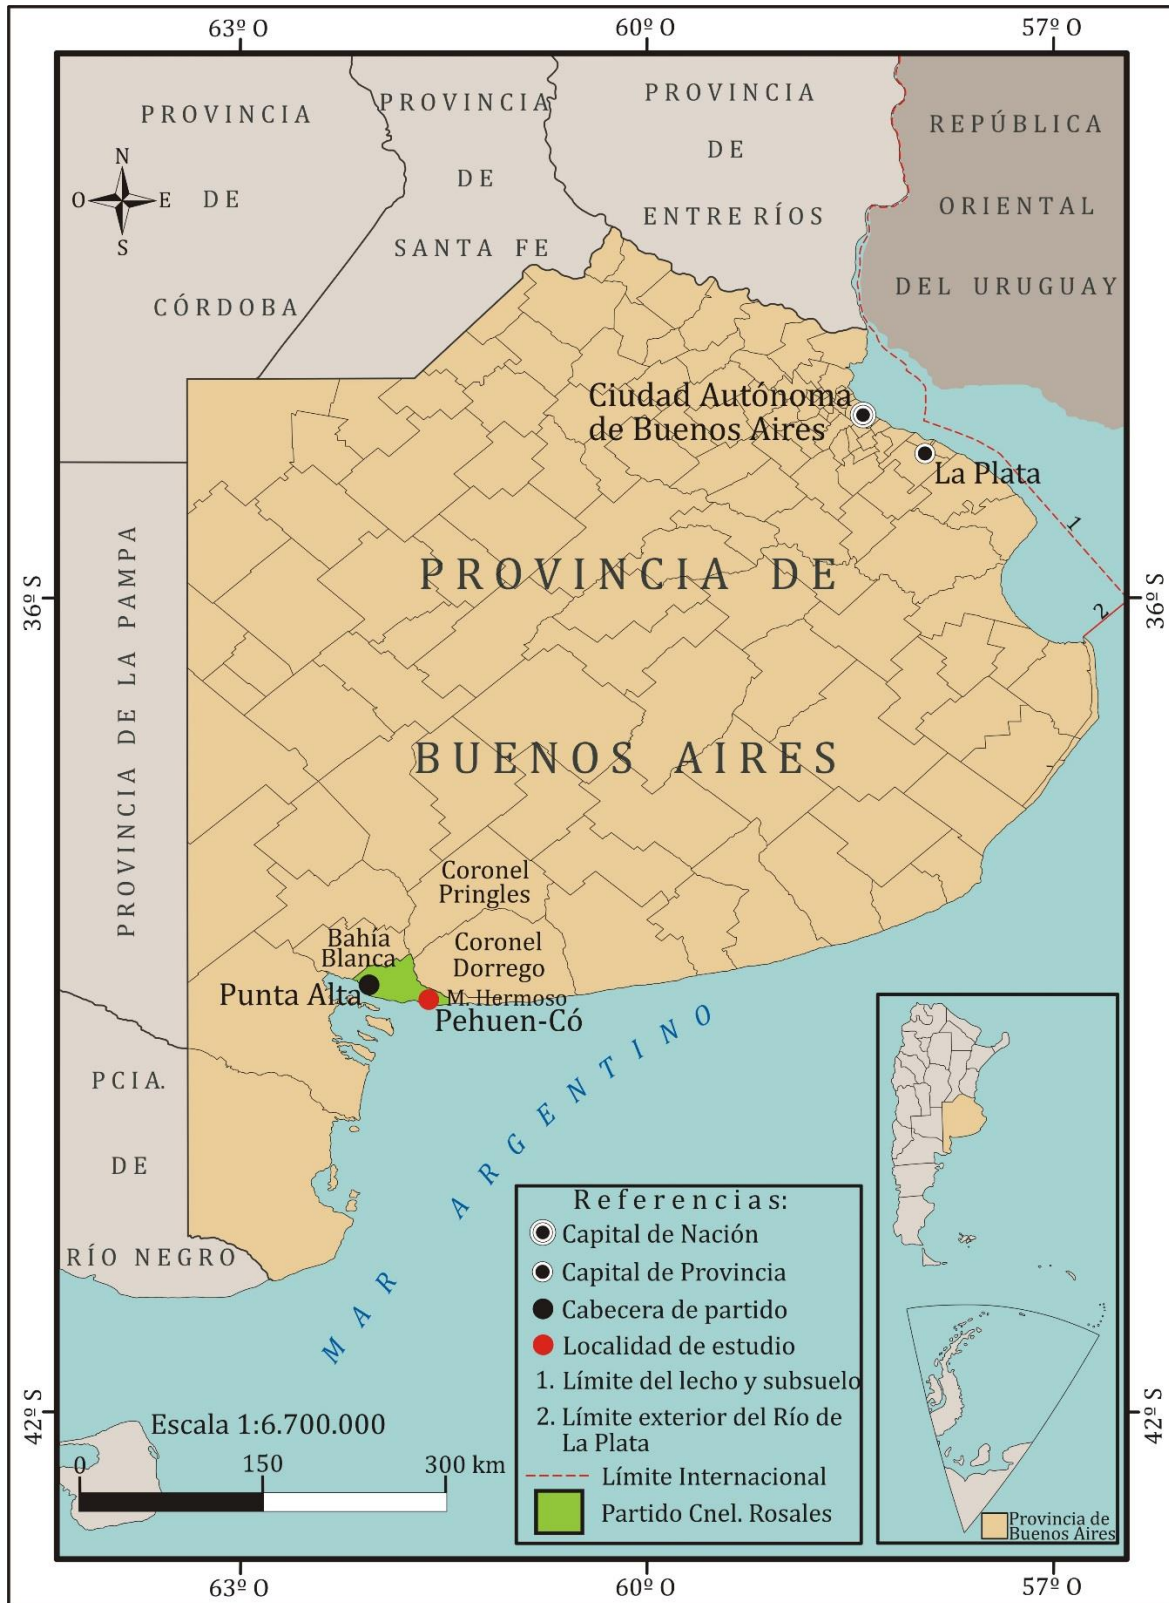 63º O
60º O
57º O
PROVINCIA
DE
CÓRDOBA
N
O
E
S
PROVINCIA
DE
SANTA FE
PROVINCIA
DE
ENTRE RÍOS
REPÚBLICA
ORIENTAL
DEL URUGUAY
Ciudad Autónoma
de Buenos Aires
La Plata
1
2
36º S
36º S
PROVINCIA DE
BUENOS AIRES
PROVINCIA DE LA PAMPA
Coronel
Pringles
Bahía
Blanca
Coronel
Dorrego
Punta Alta
M. Hermoso
Pehuen-Có
MAR ARGENTINO
PCIA.
DE
RÍO NEGRO
Referencias:
Capital de Nación
Capital de Provincia
Cabecera de partido
Localidad de estudio
1. Límite del lecho y subsuelo
2. Límite exterior del Río de
La Plata
Límite Internacional
Partido Cnel. Rosales
Provincia de
Buenos Aires
42º S
42º S
Escala 1:6.700.000
0
150
300 km
63º O
60º O
57º O